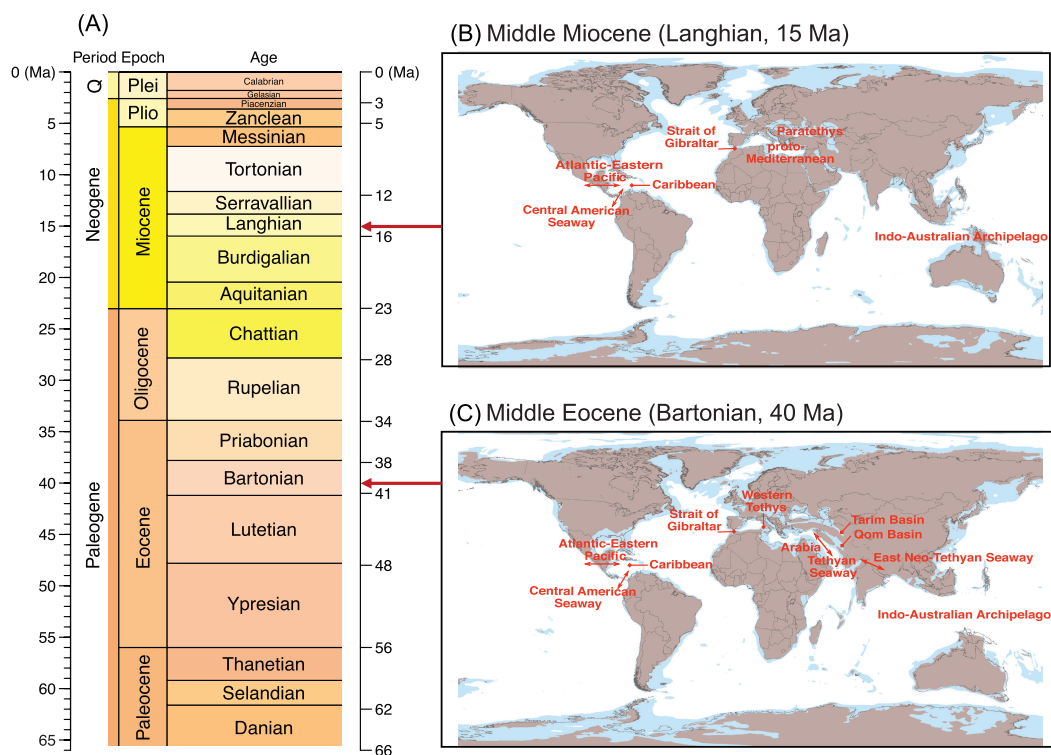 (A)
Period Epoch Age
0 (Ma)
5
10
15
20
25
30
35
40
45
50
55
60
65
Q
Neogene
Paleogene
Plei
Plio
Miocene
Oligocene
Eocene
Paleocene
Calabrian
Gelasian
Piacenzian
Zanclean
Messinian
Tortonian
Serravallian
Langhian
Burdigalian
Aquitanian
Chattian
Rupelian
Priabonian
Bartonian
Lutetian
Ypresian
Thanetian
Selandian
Danian
0 (Ma)
3
5
12
16
23
28
34
38
41
48
56
62
66
(B) Middle Miocene (Langhian, 15 Ma)
Strait of
Gibraltar
Paratethys
proto-
Mediterranean
Atlantic-Eastern
Pacific
Caribbean
Central American
Seaway
Indo-Australian Archipelago
(C) Middle Eocene (Bartonian, 40 Ma)
Western
Tethys
Strait of
Gibraltar
Tarim Basin
Qom Basin
Atlantic-Eastern
Pacific
Caribbean
Arabia
Tethyan
Seaway
East Neo-Tethyan Seaway
Central American
Seaway
Indo-Australian Archipelago